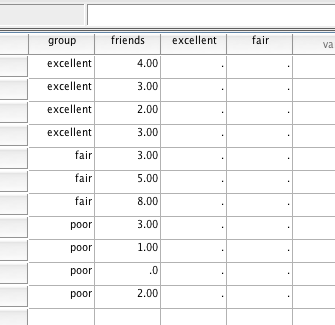 group friends excellent fair va
excellent 4.00 . .
excellent 3.00 . .
excellent 2.00 . .
excellent 3.00 . .
fair 3.00 . .
fair 5.00 . .
fair 8.00 . .
poor 3.00 . .
poor 1.00 . .
poor .0 . .
poor 2.00 . .